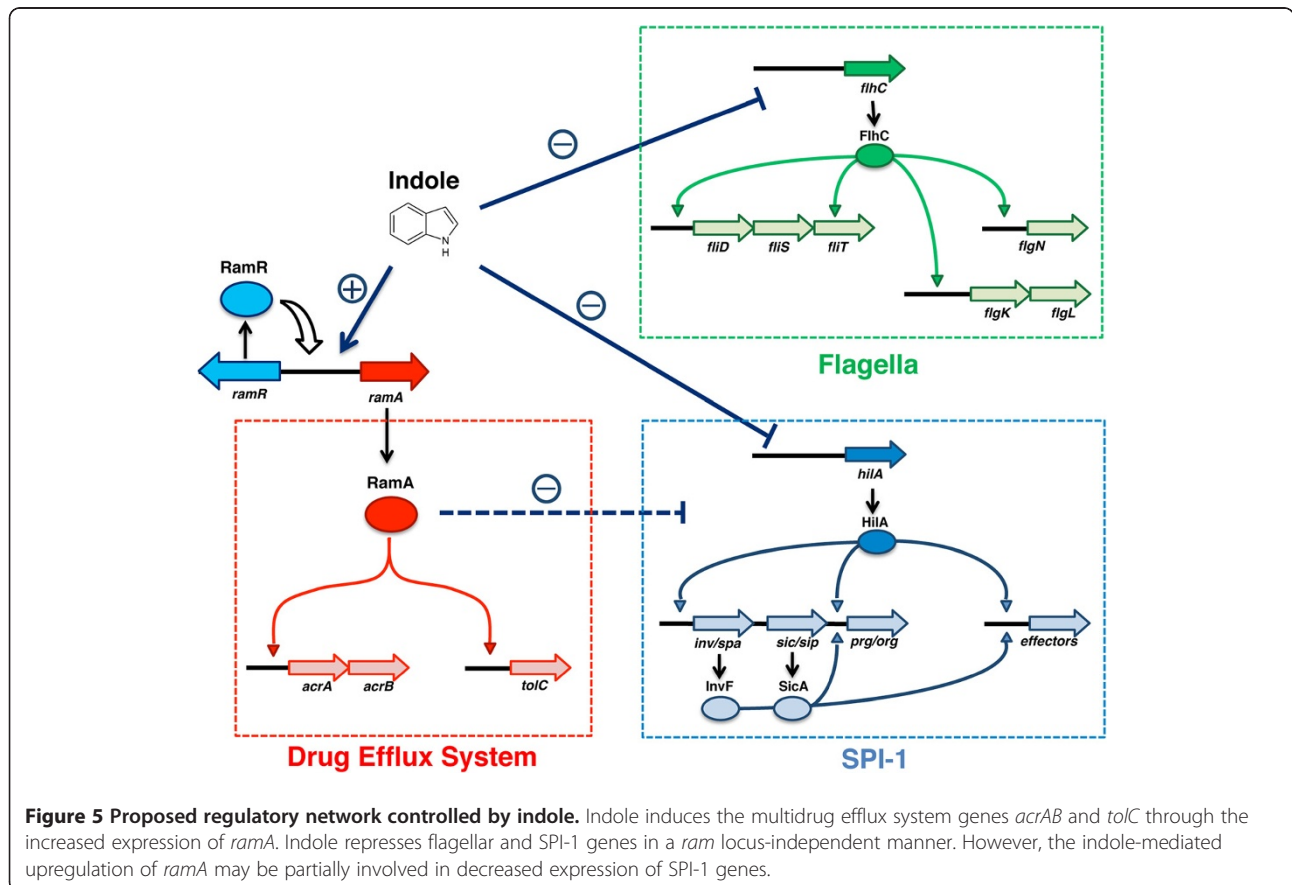 flhC
FlhC
⊖
Indole
N
H
fliD fliS fliT
flgN
flgK flgL
Flagella
RamR
⊕
⊖
ramR ramA
hilA
HilA
RamA
⊖
inv/spa sic/sip prg/org effectors
InvF SicA
acrA acrB tolC
Drug Efflux System
SPI-1
Figure 5 Proposed regulatory network controlled by indole. Indole induces the multidrug efflux system genes acrAB and tolC through the
increased expression of ramA. Indole represses flagellar and SPI-1 genes in a ram locus-independent manner. However, the indole-mediated
upregulation of ramA may be partially involved in decreased expression of SPI-1 genes.